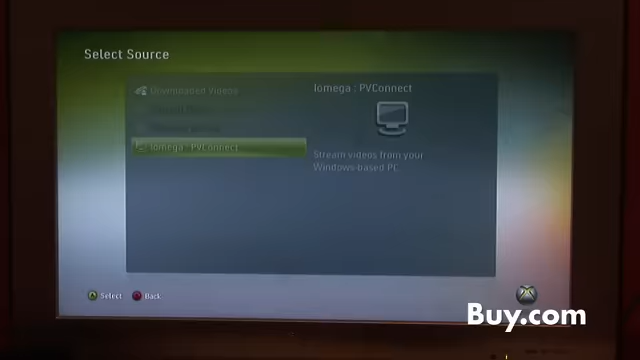 Select Source
Downloaded Videos
Iomega : PVConnect
Iomega : PVConnect
Stream videos from your
Windows-based PC.
A Select
B Back
Buy.com